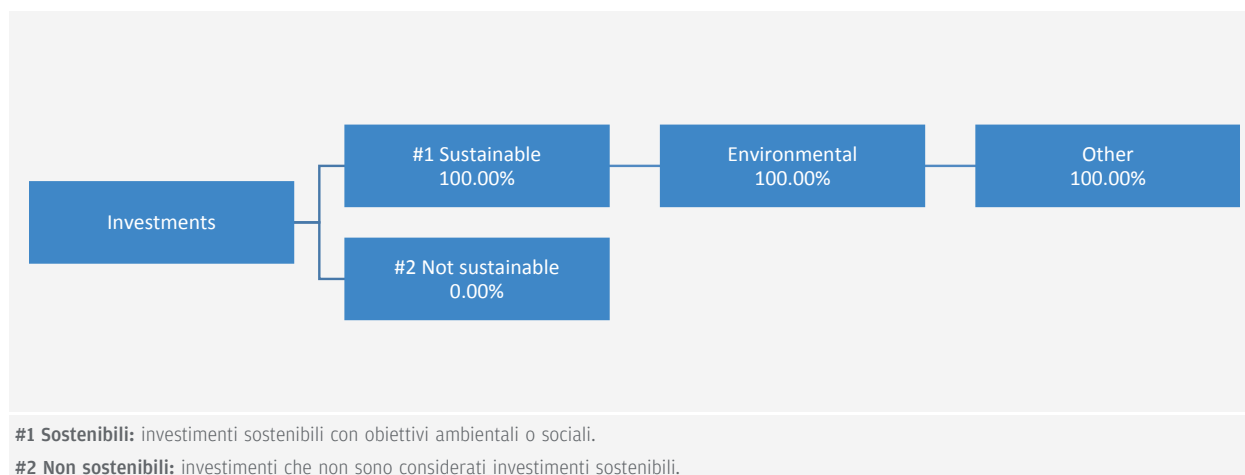 #1 Sustainable
100.00%
Environmental
100.00%
Other
100.00%
Investments
#2 Not sustainable
0.00%
#1 Sostenibili: investimenti sostenibili con obiettivi ambientali o sociali.
#2 Non sostenibili: investimenti che non sono considerati investimenti sostenibili.